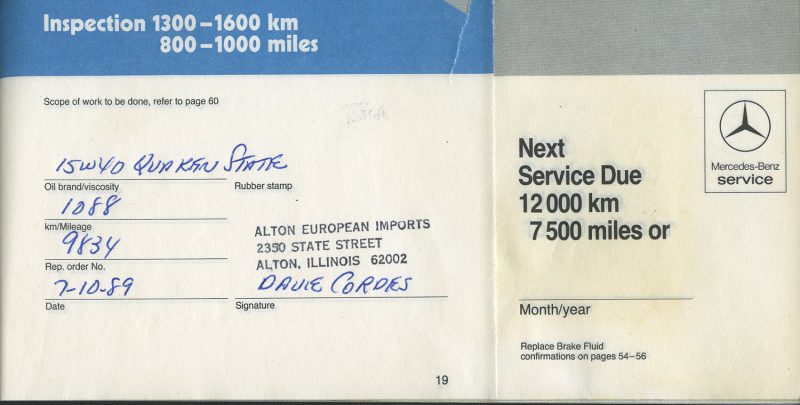 Inspection 1300–1600 km
800–1000 miles
Scope of work to be done, refer to page 60
15W40 QUAKER STATE
Oil brand/viscosity
Rubber stamp
1088
km/Mileage
9834
Rep. order No.
7-10-89
Date
ALTON EUROPEAN IMPORTS
2350 STATE STREET
ALTON, ILLINOIS 62002
DAVE CORDES
Signature
19
Mercedes-Benz
service
Next
Service Due
12 000 km
7 500 miles or
Month/year
Replace Brake Fluid
confirmations on pages 54–56